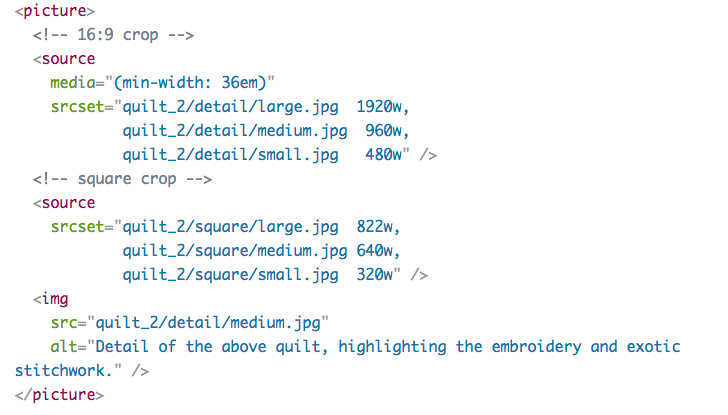 <picture>
  <!-- 16:9 crop -->
  <source
    media="(min-width: 36em)"
    srcset="quilt_2/detail/large.jpg  1920w,
            quilt_2/detail/medium.jpg  960w,
            quilt_2/detail/small.jpg   480w" />
  <!-- square crop -->
  <source
    srcset="quilt_2/square/large.jpg  822w,
            quilt_2/square/medium.jpg 640w,
            quilt_2/square/small.jpg  320w" />
  <img
    src="quilt_2/detail/medium.jpg"
    alt="Detail of the above quilt, highlighting the embroidery and exotic
stitchwork." />
</picture>